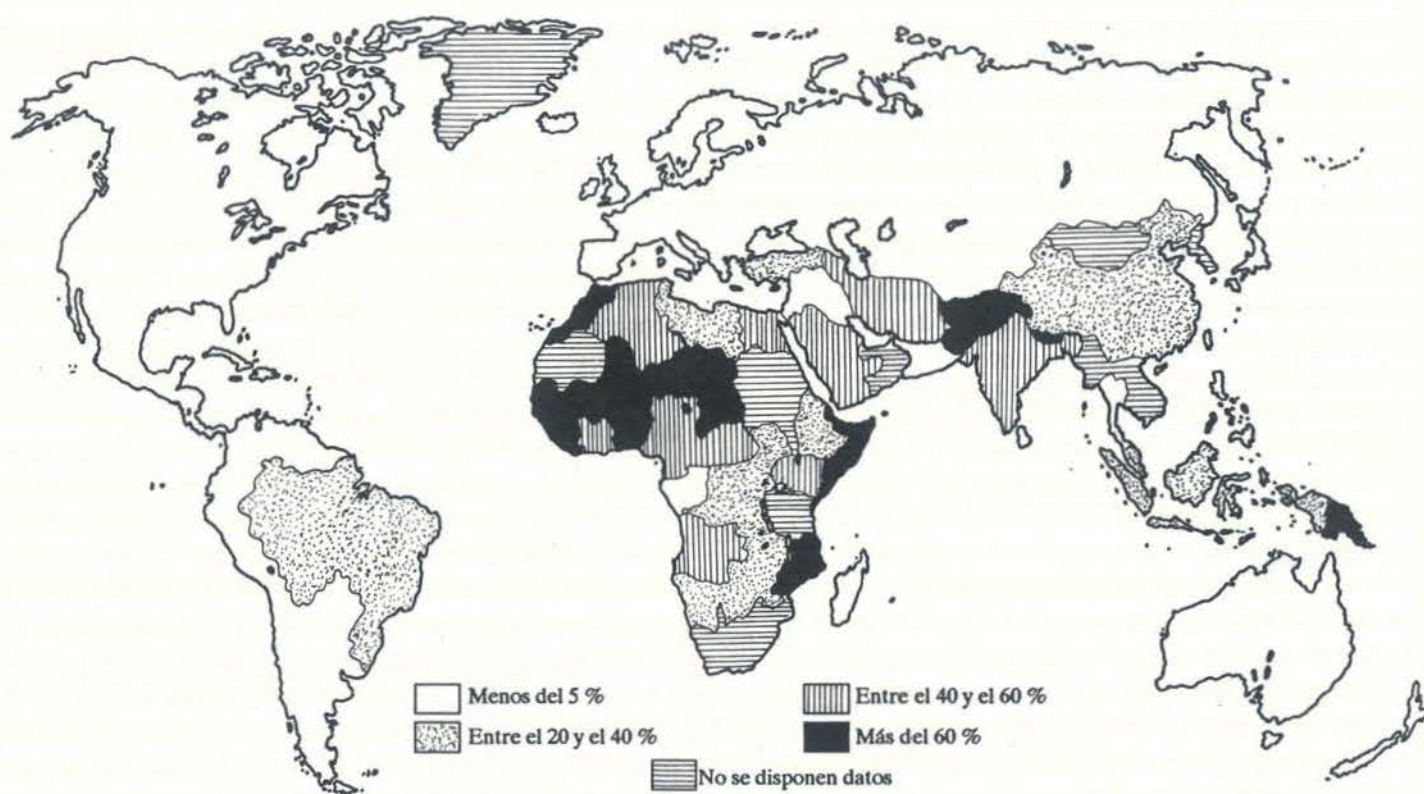 Menos del 5 %
Entre el 40 y el 60 %
Entre el 20 y el 40 %
Más del 60 %
No se disponen datos